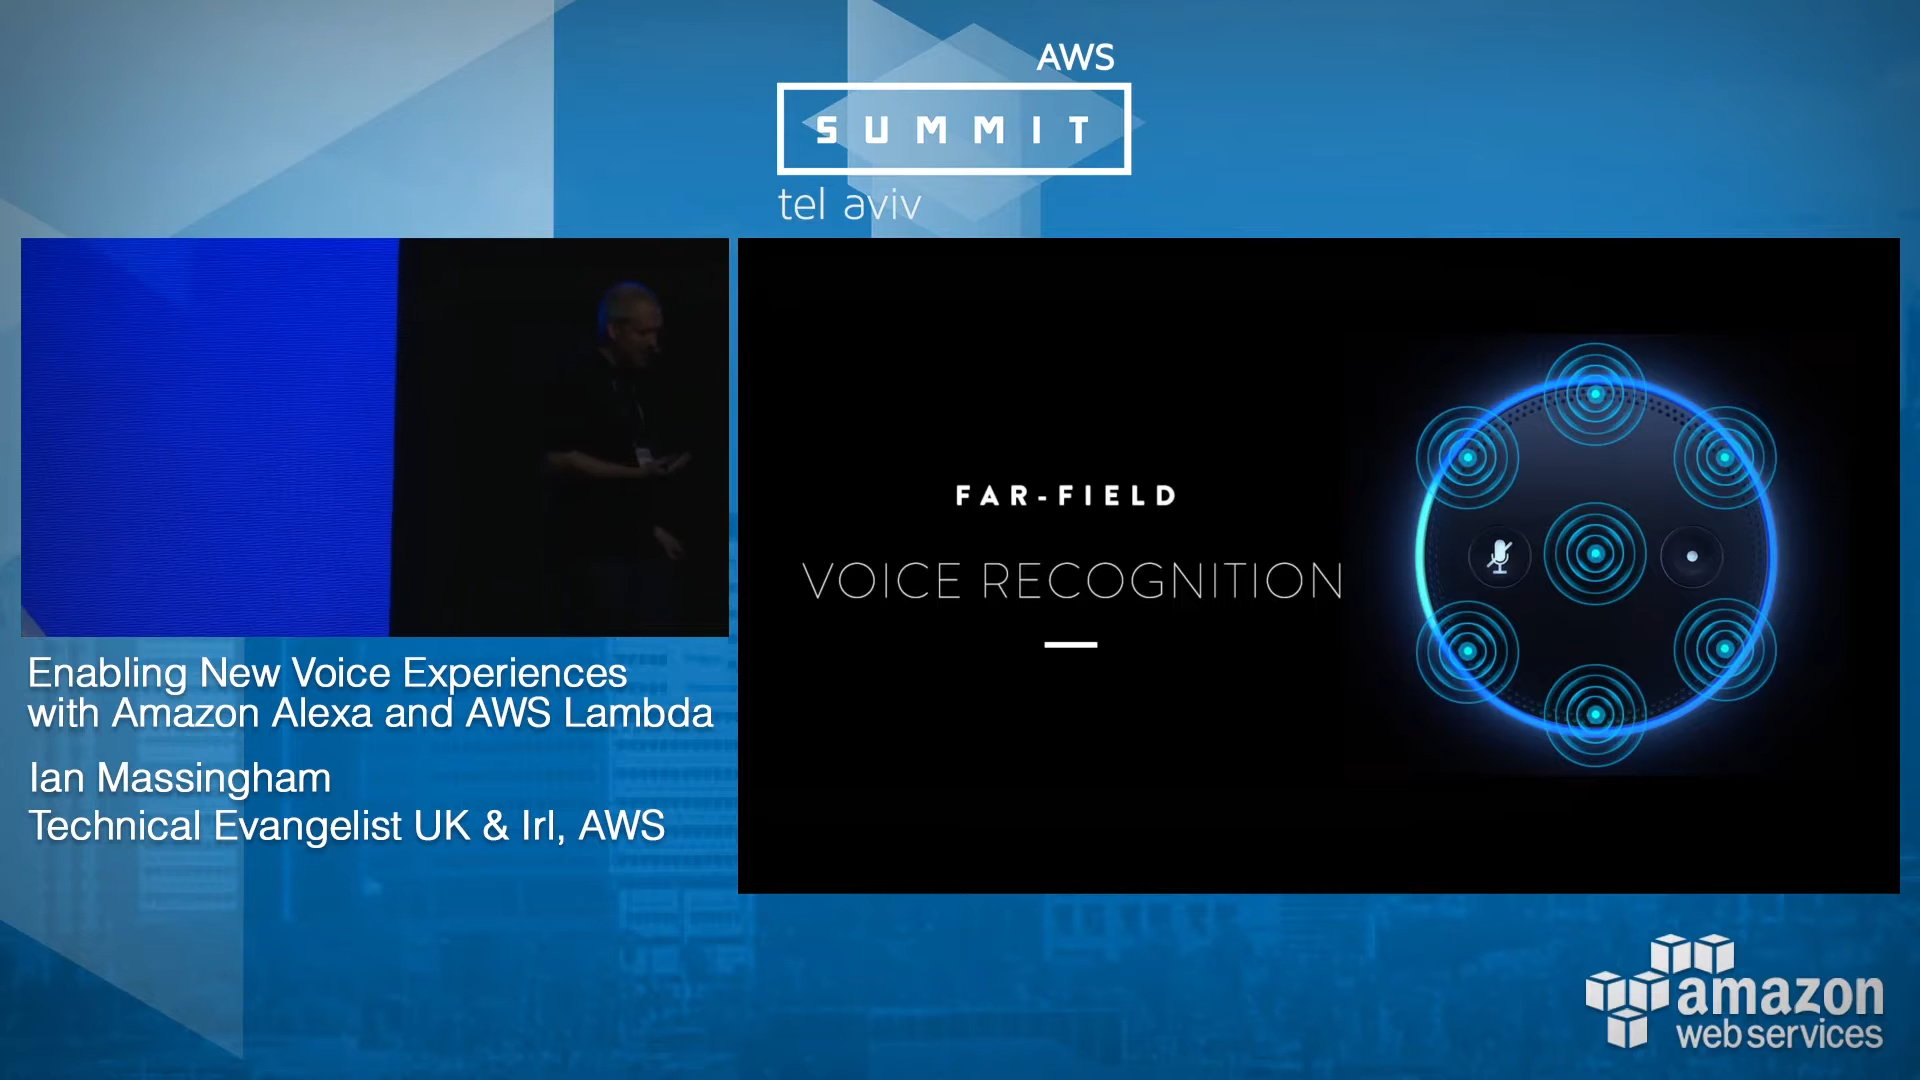 AWS
SUMMIT
tel aviv
FAR-FIELD
VOICE RECOGNITION
Enabling New Voice Experiences
with Amazon Alexa and AWS Lambda
Ian Massingham
Technical Evangelist UK & Irl, AWS
amazon
web services